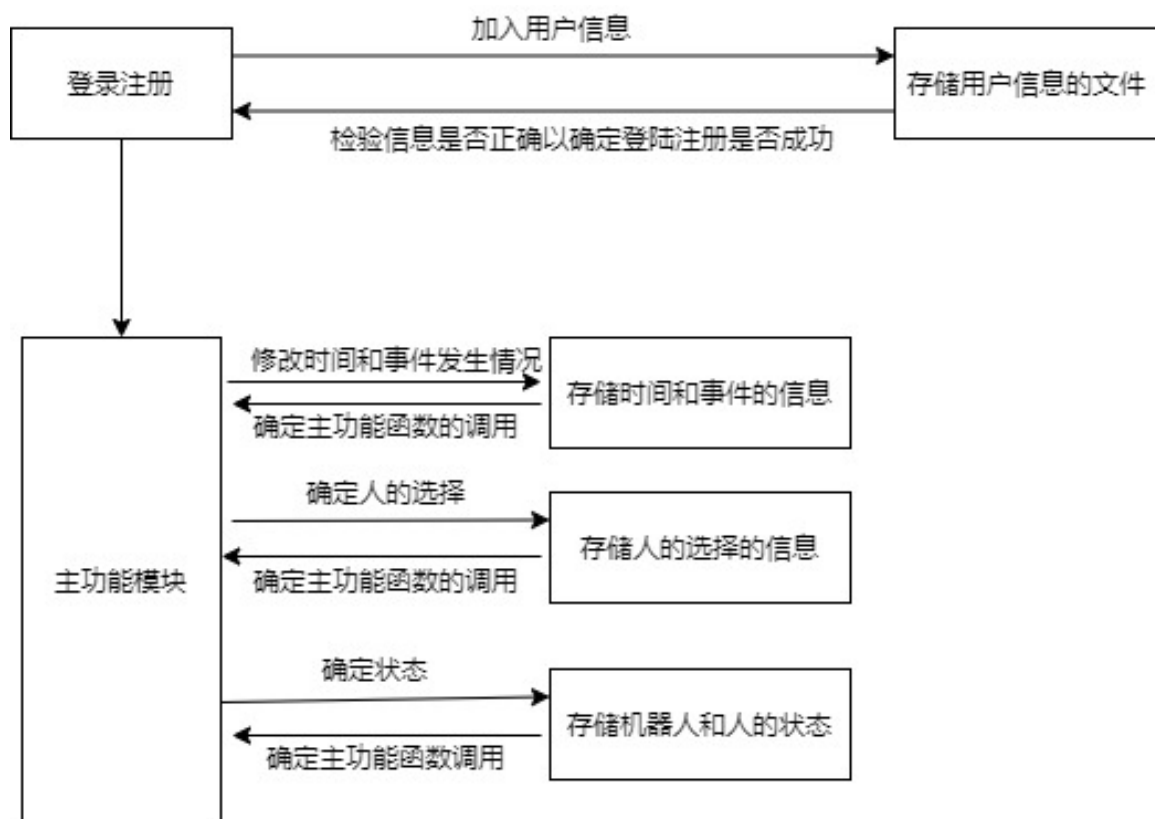 加入用户信息
登录注册
存储用户信息的文件
检验信息是否正确以确定登陆注册是否成功
修改时间和事件发生情况
存储时间和事件的信息
确定主功能函数的调用
确定人的选择
存储人的选择的信息
确定主功能函数的调用
主功能模块
确定状态
存储机器人和人的状态
确定主功能函数调用